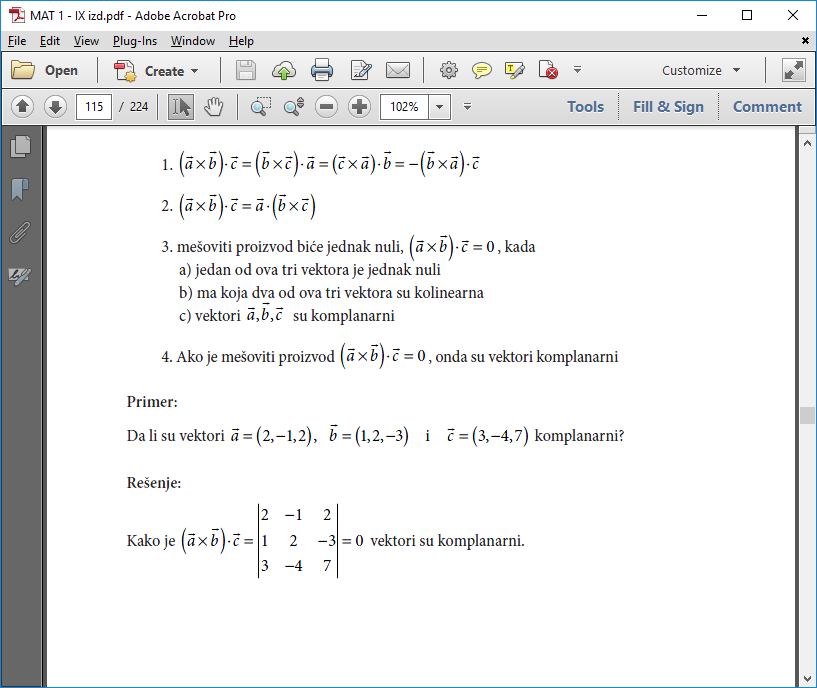 MAT 1 - IX izd.pdf - Adobe Acrobat Pro
File Edit View Plug-Ins Window Help
Open Create Customize
115 / 224 102% Tools Fill & Sign Comment
1. (a⃗×b⃗)·c⃗ = (b⃗×c⃗)·a⃗ = (c⃗×a⃗)·b⃗ = −(b⃗×a⃗)·c⃗
2. (a⃗×b⃗)·c⃗ = a⃗·(b⃗×c⃗)
3. mešoviti proizvod biće jednak nuli, (a⃗×b⃗)·c⃗ = 0, kada
a) jedan od ova tri vektora je jednak nuli
b) ma koja dva od ova tri vektora su kolinearna
c) vektori a⃗,b⃗,c⃗ su komplanarni
4. Ako je mešoviti proizvod (a⃗×b⃗)·c⃗ = 0, onda su vektori komplanarni
Primer:
Da li su vektori a⃗ = (2,−1,2), b⃗ = (1,2,−3) i c⃗ = (3,−4,7) komplanarni?
Rešenje:
2 −1 2
Kako je (a⃗×b⃗)·c⃗ = |1 2 −3| = 0 vektori su komplanarni.
3 −4 7